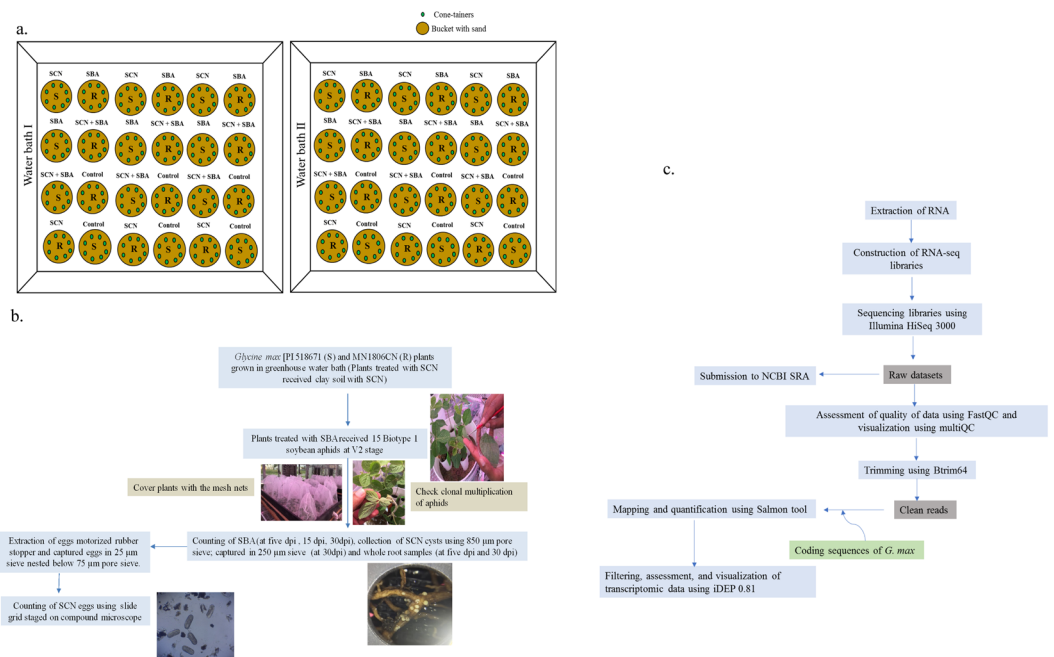 a.
Cone-tainers
Bucket with sand
Water bath I
SCN SBA SCN SBA SCN SBA
S R S R S R
SBA SCN + SBA SBA SCN + SBA SBA SCN + SBA
S R S R S R
SCN + SBA Control SCN + SBA Control SCN + SBA Control
S R S R S R
SCN Control SCN Control SCN Control
R S R S R S
Water bath II
SCN SBA SCN SBA SCN SBA
S R S R S R
SBA SCN + SBA SBA SCN + SBA SBA SCN + SBA
S R S R S R
SCN + SBA Control SCN + SBA Control SCN + SBA Control
S R S R S R
SCN Control SCN Control SCN Control
R S R S R S
b.
Glycine max [PI 518671 (S) and MN1806CN (R) plants
grown in greenhouse water bath (Plants treated with SCN
received clay soil with SCN)
Plants treated with SBA received 15 Biotype 1
soybean aphids at V2 stage
Cover plants with the mesh nets
Check clonal multiplication
of aphids
Counting of SBA(at five dpi , 15 dpi, 30dpi), collection of SCN cysts using 850 µm pore
sieve; captured in 250 µm sieve (at 30dpi) and whole root samples (at five dpi and 30 dpi)
Extraction of eggs motorized rubber
stopper and captured eggs in 25 µm
sieve nested below 75 µm pore sieve.
Counting of SCN eggs using slide
grid staged on compound microscope
c.
Extraction of RNA
Construction of RNA-seq
libraries
Sequencing libraries using
Illumina HiSeq 3000
Submission to NCBI SRA
Raw datasets
Assessment of quality of data using FastQC and
visualization using multiQC
Trimming using Btrim64
Clean reads
Mapping and quantification using Salmon tool
Coding sequences of G. max
Filtering, assessment, and visualization of
transcriptomic data using iDEP 0.81